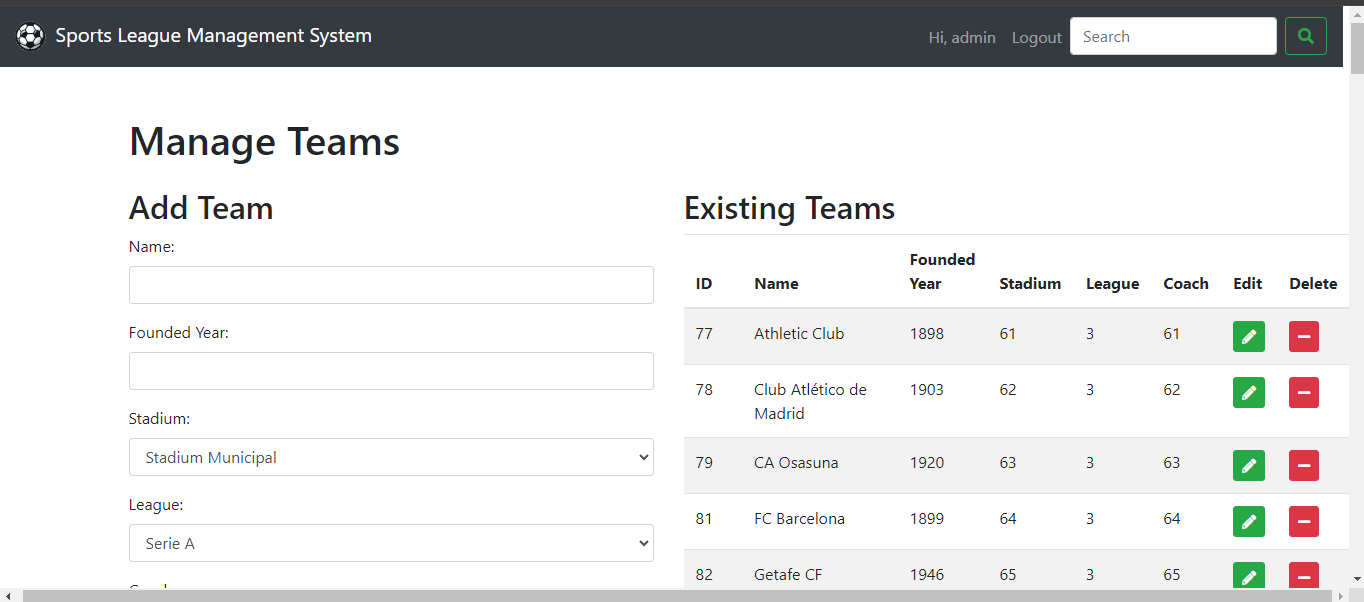 Sports League Management System
Hi, admin Logout Search
Manage Teams
Add Team
Name:
Founded Year:
Stadium:
Stadium Municipal
League:
Serie A
Existing Teams
ID Name Founded Year Stadium League Coach Edit Delete
77 Athletic Club 1898 61 3 61
78 Club Atlético de 1903 62 3 62
Madrid
79 CA Osasuna 1920 63 3 63
81 FC Barcelona 1899 64 3 64
82 Getafe CF 1946 65 3 65